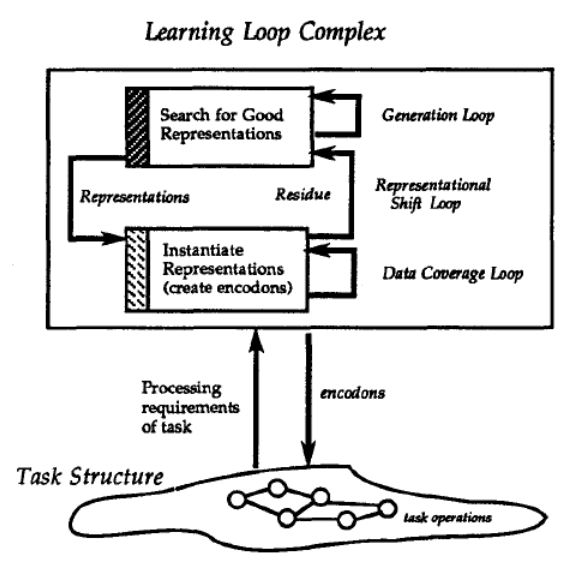 Learning Loop Complex
Search for Good
Representations
Generation Loop
Representations
Residue
Representational
Shift Loop
Instantiate
Representations
(create encodons)
Data Coverage Loop
Processing
requirements
of task
encodons
Task Structure
task operations